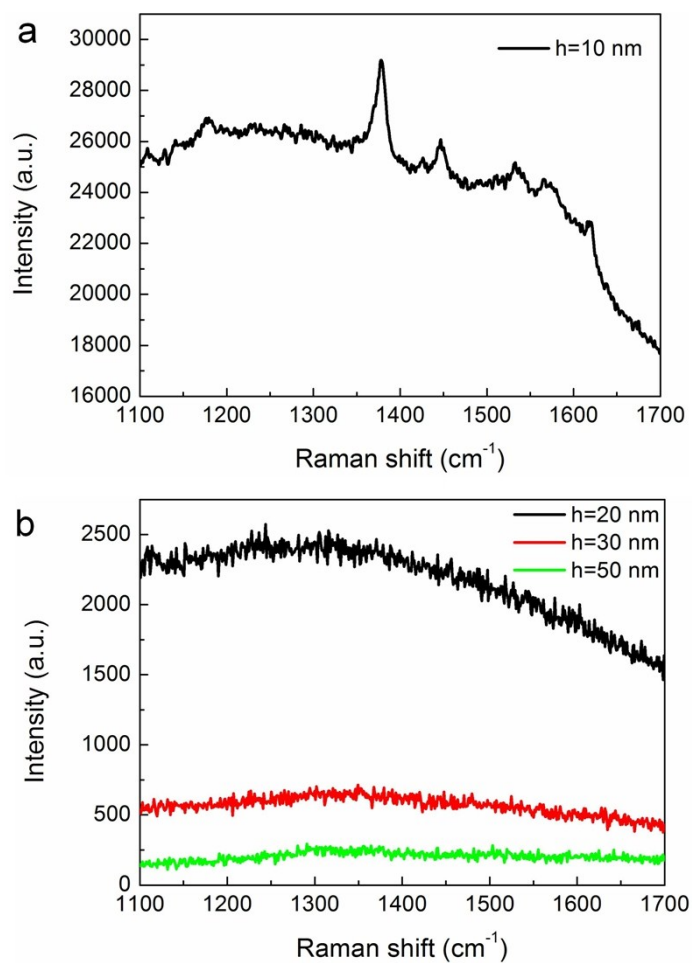 a
h=10 nm
30000
28000
26000
24000
22000
20000
18000
16000
Intensity (a.u.)
1100 1200 1300 1400 1500 1600 1700
Raman shift (cm⁻¹)
b
h=20 nm
h=30 nm
h=50 nm
2500
2000
1500
1000
500
0
Intensity (a.u.)
1100 1200 1300 1400 1500 1600 1700
Raman shift (cm⁻¹)